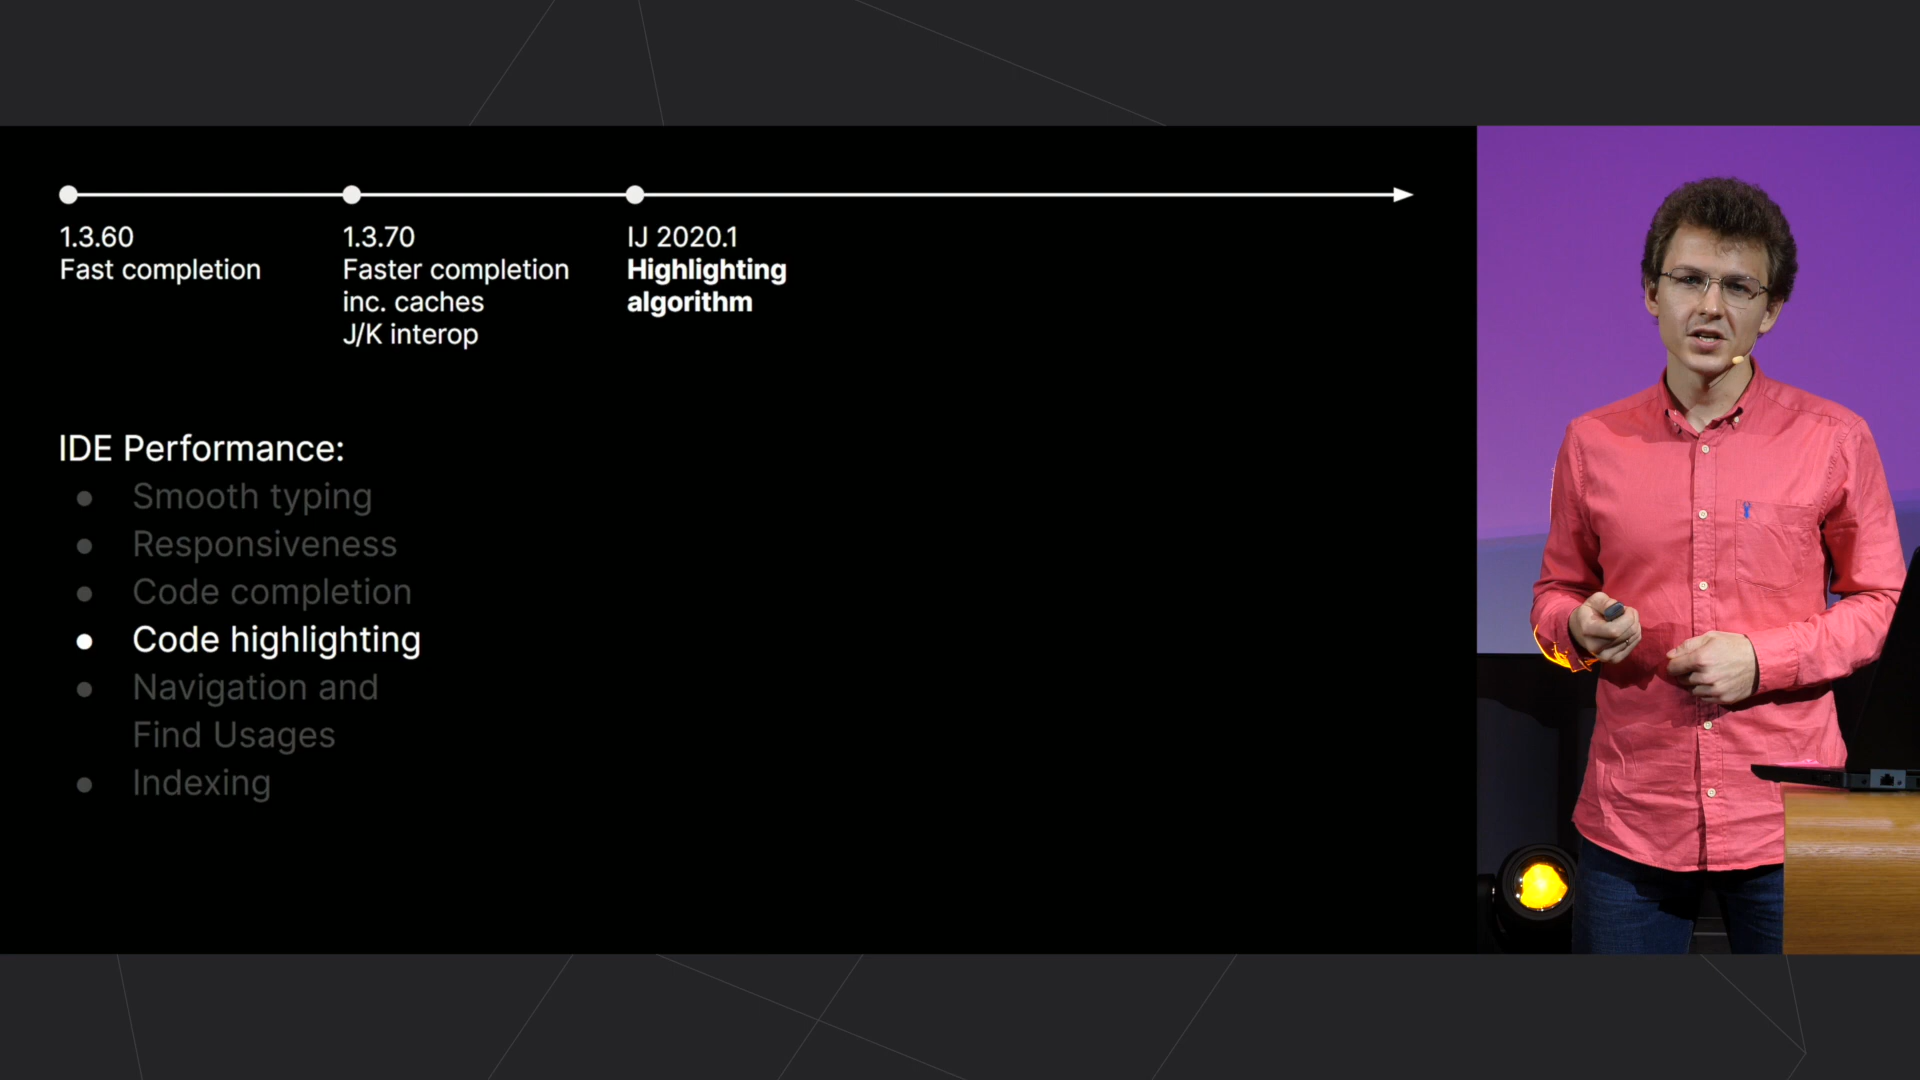 1.3.60
Fast completion
1.3.70
Faster completion
inc. caches
J/K interop
IJ 2020.1
Highlighting
algorithm
IDE Performance:
● Smooth typing
● Responsiveness
● Code completion
● Code highlighting
● Navigation and
Find Usages
● Indexing